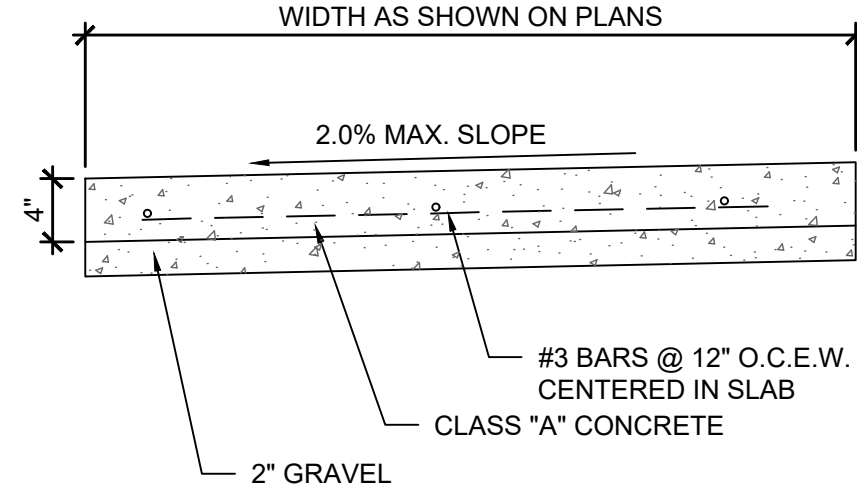 WIDTH AS SHOWN ON PLANS
2.0% MAX. SLOPE
4"
#3 BARS @ 12" O.C.E.W.
CENTERED IN SLAB
CLASS "A" CONCRETE
2" GRAVEL